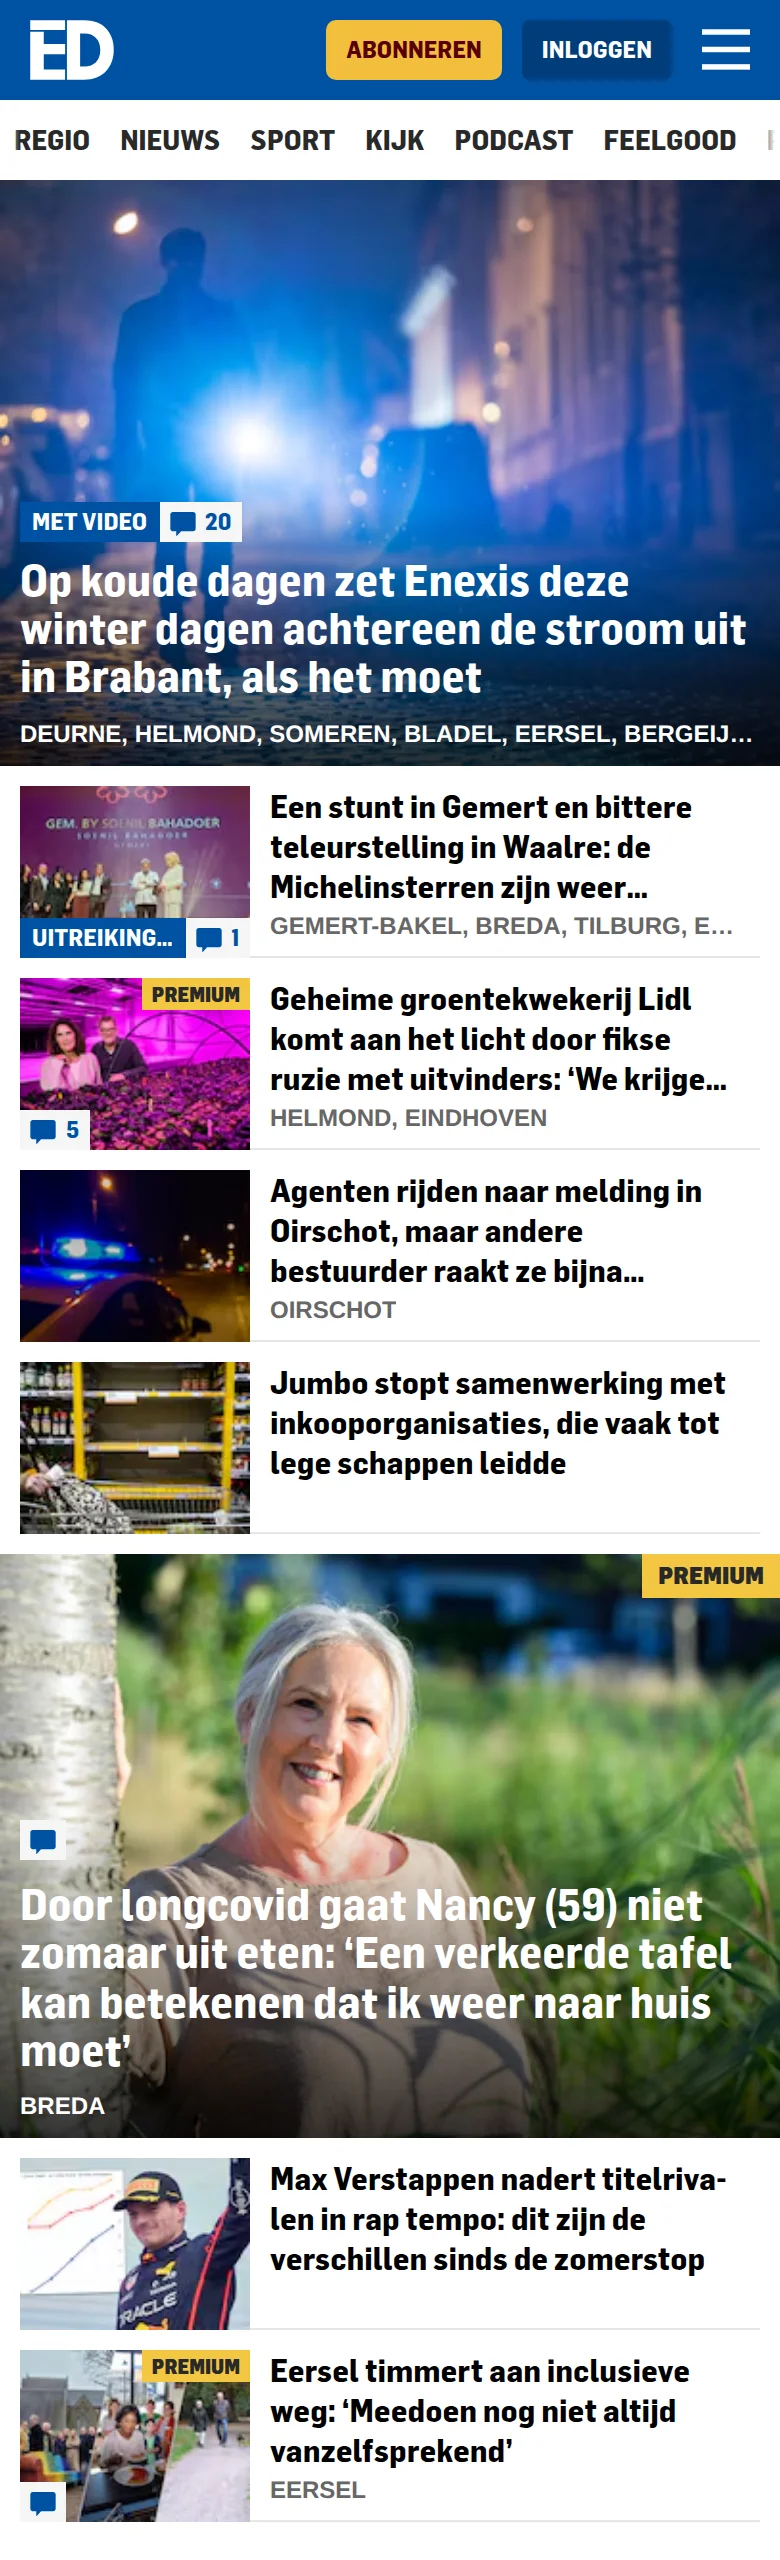 ED
ABONNEREN
INLOGGEN
REGIO NIEUWS SPORT KIJK PODCAST FEELGOOD
MET VIDEO 20
Op koude dagen zet Enexis deze
winter dagen achtereen de stroom uit
in Brabant, als het moet
DEURNE, HELMOND, SOMEREN, BLADEL, EERSEL, BERGEIJ…
GEM. BY SOENIL BAHADOER
SOENIL BAHADOER
UITREIKING… 1
Een stunt in Gemert en bittere
teleurstelling in Waalre: de
Michelinsterren zijn weer…
GEMERT-BAKEL, BREDA, TILBURG, E…
PREMIUM
5
Geheime groentekwekerij Lidl
komt aan het licht door fikse
ruzie met uitvinders: ‘We krijge…
HELMOND, EINDHOVEN
Agenten rijden naar melding in
Oirschot, maar andere
bestuurder raakt ze bijna…
OIRSCHOT
Jumbo stopt samenwerking met
inkooporganisaties, die vaak tot
lege schappen leidde
PREMIUM
Door longcovid gaat Nancy (59) niet
zomaar uit eten: ‘Een verkeerde tafel
kan betekenen dat ik weer naar huis
moet’
BREDA
ORACLE
Max Verstappen nadert titelriva-
len in rap tempo: dit zijn de
verschillen sinds de zomerstop
PREMIUM
Eersel timmert aan inclusieve
weg: ‘Meedoen nog niet altijd
vanzelfsprekend’
EERSEL